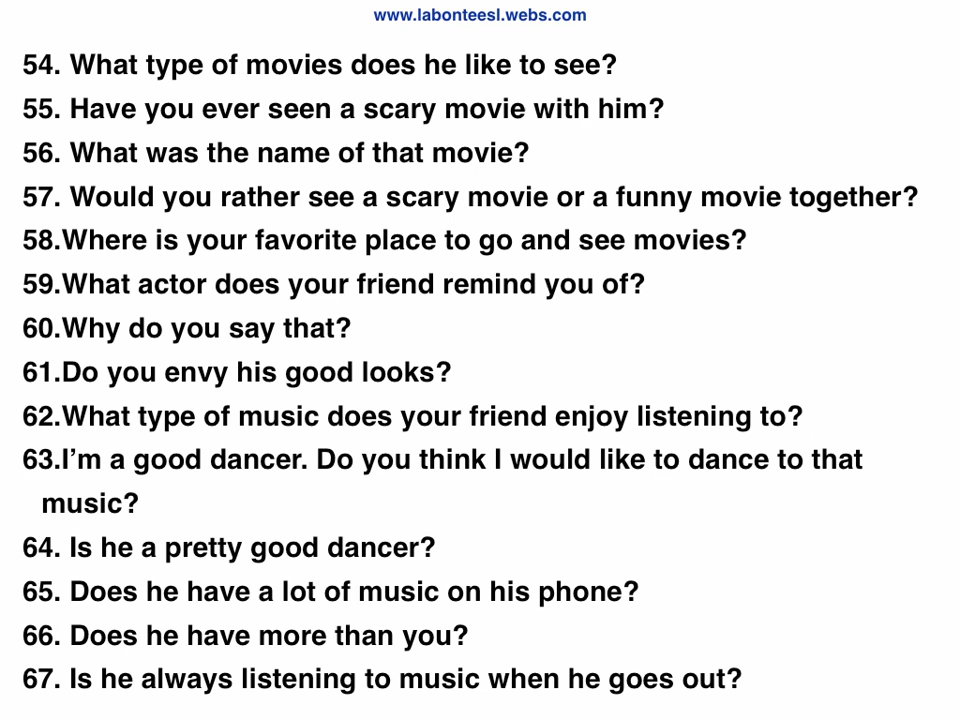 www.labonteesl.webs.com
54. What type of movies does he like to see?
55. Have you ever seen a scary movie with him?
56. What was the name of that movie?
57. Would you rather see a scary movie or a funny movie together?
58.Where is your favorite place to go and see movies?
59.What actor does your friend remind you of?
60.Why do you say that?
61.Do you envy his good looks?
62.What type of music does your friend enjoy listening to?
63.I’m a good dancer. Do you think I would like to dance to that
music?
64. Is he a pretty good dancer?
65. Does he have a lot of music on his phone?
66. Does he have more than you?
67. Is he always listening to music when he goes out?